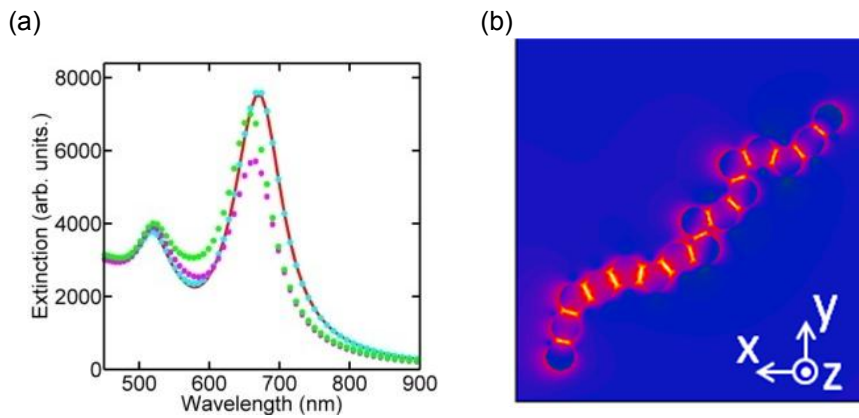 (a)
(b)
8000
6000
4000
2000
0
Extinction (arb. units.)
500
600
700
800
900
Wavelength (nm)
y
x
z